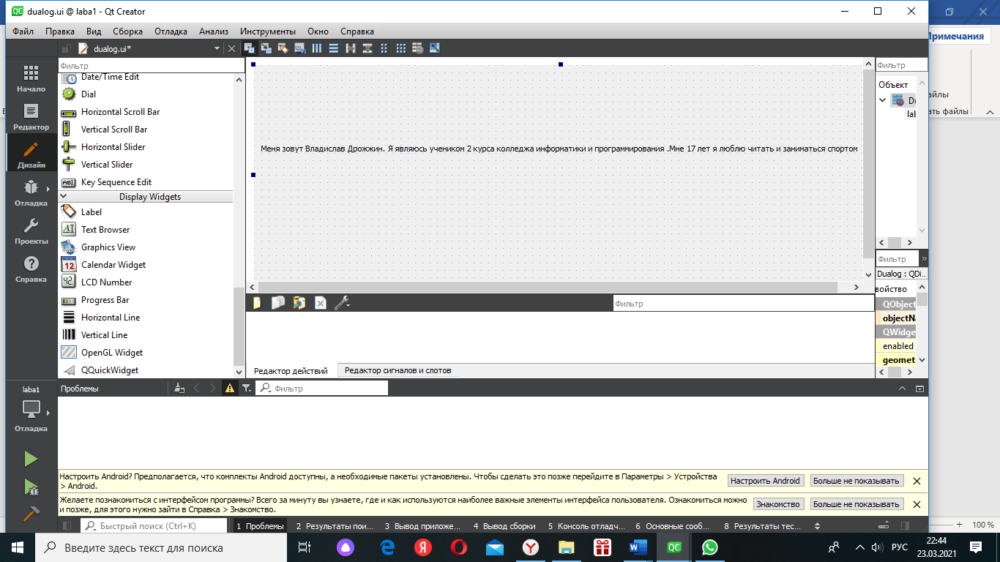 dualog.ui @ laba1 - Qt Creator
Файл Правка Вид Сборка Отладка Анализ Инструменты Окно Справка
Примечания
dualog.ui*
Начало
Редактор
Дизайн
Отладка
Проекты
Справка
laba1
Отладка
Фильтр
Date/Time Edit
Dial
Horizontal Scroll Bar
Vertical Scroll Bar
Horizontal Slider
Vertical Slider
Key Sequence Edit
Display Widgets
Label
Text Browser
Graphics View
Calendar Widget
LCD Number
Progress Bar
Horizontal Line
Vertical Line
OpenGL Widget
QQuickWidget
Меня зовут Владислав Дрожжин. Я являюсь учеником 2 курса колледжа информатики и программирования .Мне 17 лет я люблю читать и заниматься спортом
Фильтр
Редактор действий Редактор сигналов и слотов
Фильтр
Объект
Du
lab
айлы
ать файлы
Фильтр »
Dualog : QDi...
войство
QObject
objectNa
QWidge
enabled
geomet
Проблемы Фильтр
Настроить Android? Предполагается, что комплекты Android доступны, а необходимые пакеты установлены. Чтобы сделать это позже перейдите в Параметры > Устройства
> Android.
Настроить Android Больше не показывать
Желаете познакомиться с интерфейсом программы? Всего за минуту вы узнаете, где и как используются наиболее важные элементы интерфейса пользователя. Ознакомиться можно
и позже, для этого нужно зайти в Справка > Знакомство.
Знакомство Больше не показывать
Быстрый поиск (Ctrl+K) 1 Проблемы 2 Результаты пои... 3 Вывод приложе... 4 Вывод сборки 5 Консоль отладч... 6 Основные сооб... 8 Результаты тес...
100 %
Введите здесь текст для поиска
РУС
22:44
23.03.2021